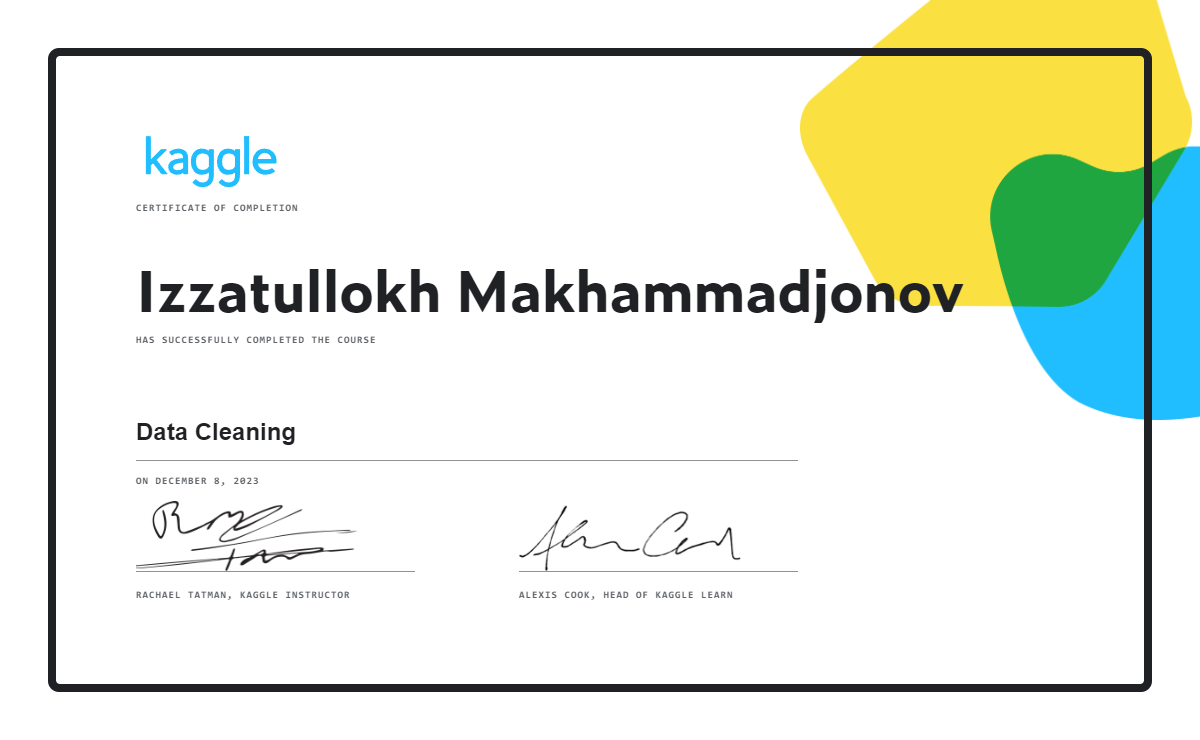 kaggle
CERTIFICATE OF COMPLETION
Izzatullokh Makhammadjonov
HAS SUCCESSFULLY COMPLETED THE COURSE
Data Cleaning
ON DECEMBER 8, 2023
RACHAEL TATMAN, KAGGLE INSTRUCTOR
ALEXIS COOK, HEAD OF KAGGLE LEARN